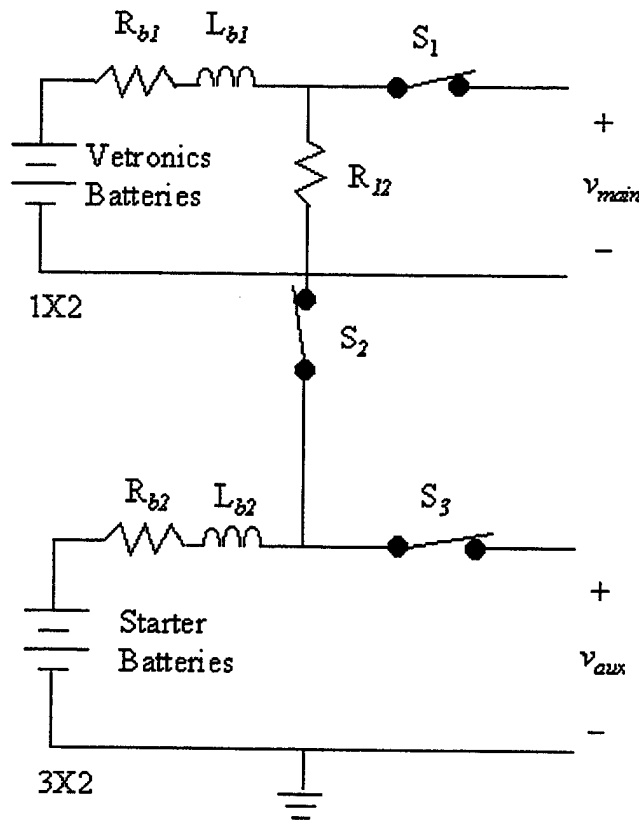 R_b1 L_b1 S_1
+
Vetronics
Batteries
R_12
v_main
−
1X2
S_2
R_b2 L_b2 S_3
+
Starter
Batteries
v_aux
−
3X2